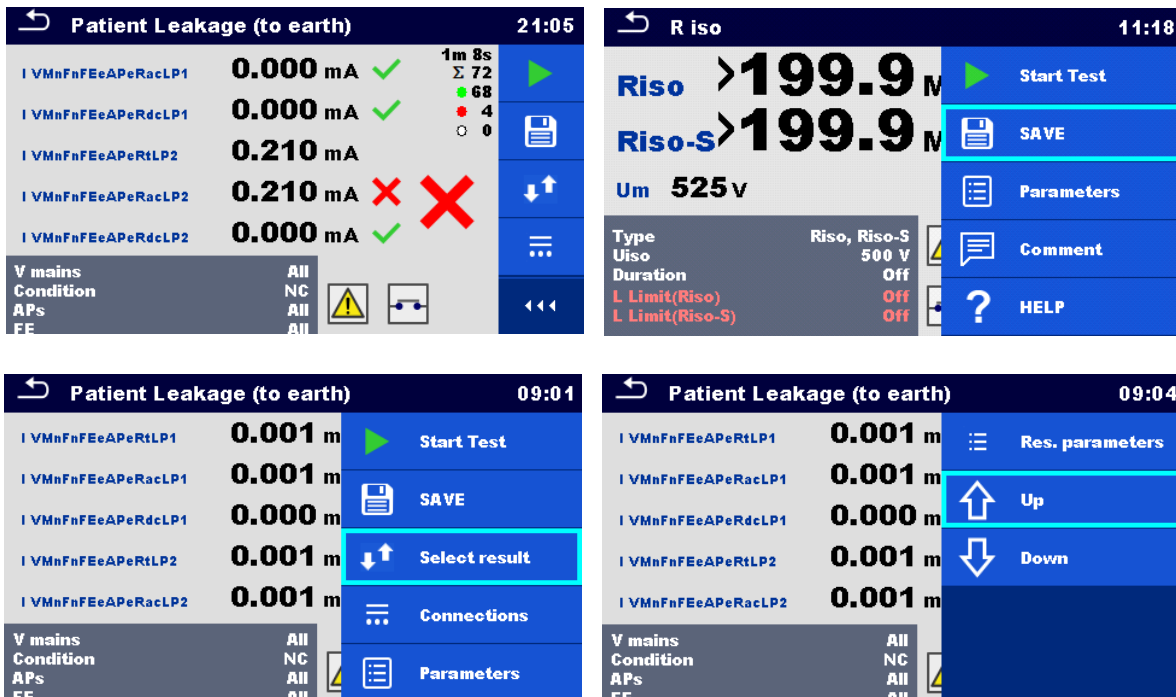 Patient Leakage (to earth) 21:05
I VMnFnFEeAPeRacLP1 0.000 mA
I VMnFnFEeAPeRdcLP1 0.000 mA
I VMnFnFEeAPeRtLP2 0.210 mA
I VMnFnFEeAPeRacLP2 0.210 mA
I VMnFnFEeAPeRdcLP2 0.000 mA
1m 8s
Σ 72
68
4
0
V mains All
Condition NC
APs All
FE All
R iso 11:18
Riso >199.9 M
Riso-S >199.9 M
Um 525 V
Type Riso, Riso-S
Uiso 500 V
Duration Off
L Limit(Riso) Off
L Limit(Riso-S) Off
Start Test
SAVE
Parameters
Comment
? HELP
Patient Leakage (to earth) 09:01
I VMnFnFEeAPeRtLP1 0.001 m
I VMnFnFEeAPeRacLP1 0.001 m
I VMnFnFEeAPeRdcLP1 0.000 m
I VMnFnFEeAPeRtLP2 0.001 m
I VMnFnFEeAPeRacLP2 0.001 m
V mains All
Condition NC
APs All
FE All
Start Test
SAVE
Select result
Connections
Parameters
Patient Leakage (to earth) 09:04
I VMnFnFEeAPeRtLP1 0.001 m
I VMnFnFEeAPeRacLP1 0.001 m
I VMnFnFEeAPeRdcLP1 0.000 m
I VMnFnFEeAPeRtLP2 0.001 m
I VMnFnFEeAPeRacLP2 0.001 m
V mains All
Condition NC
APs All
FE All
Res. parameters
Up
Down